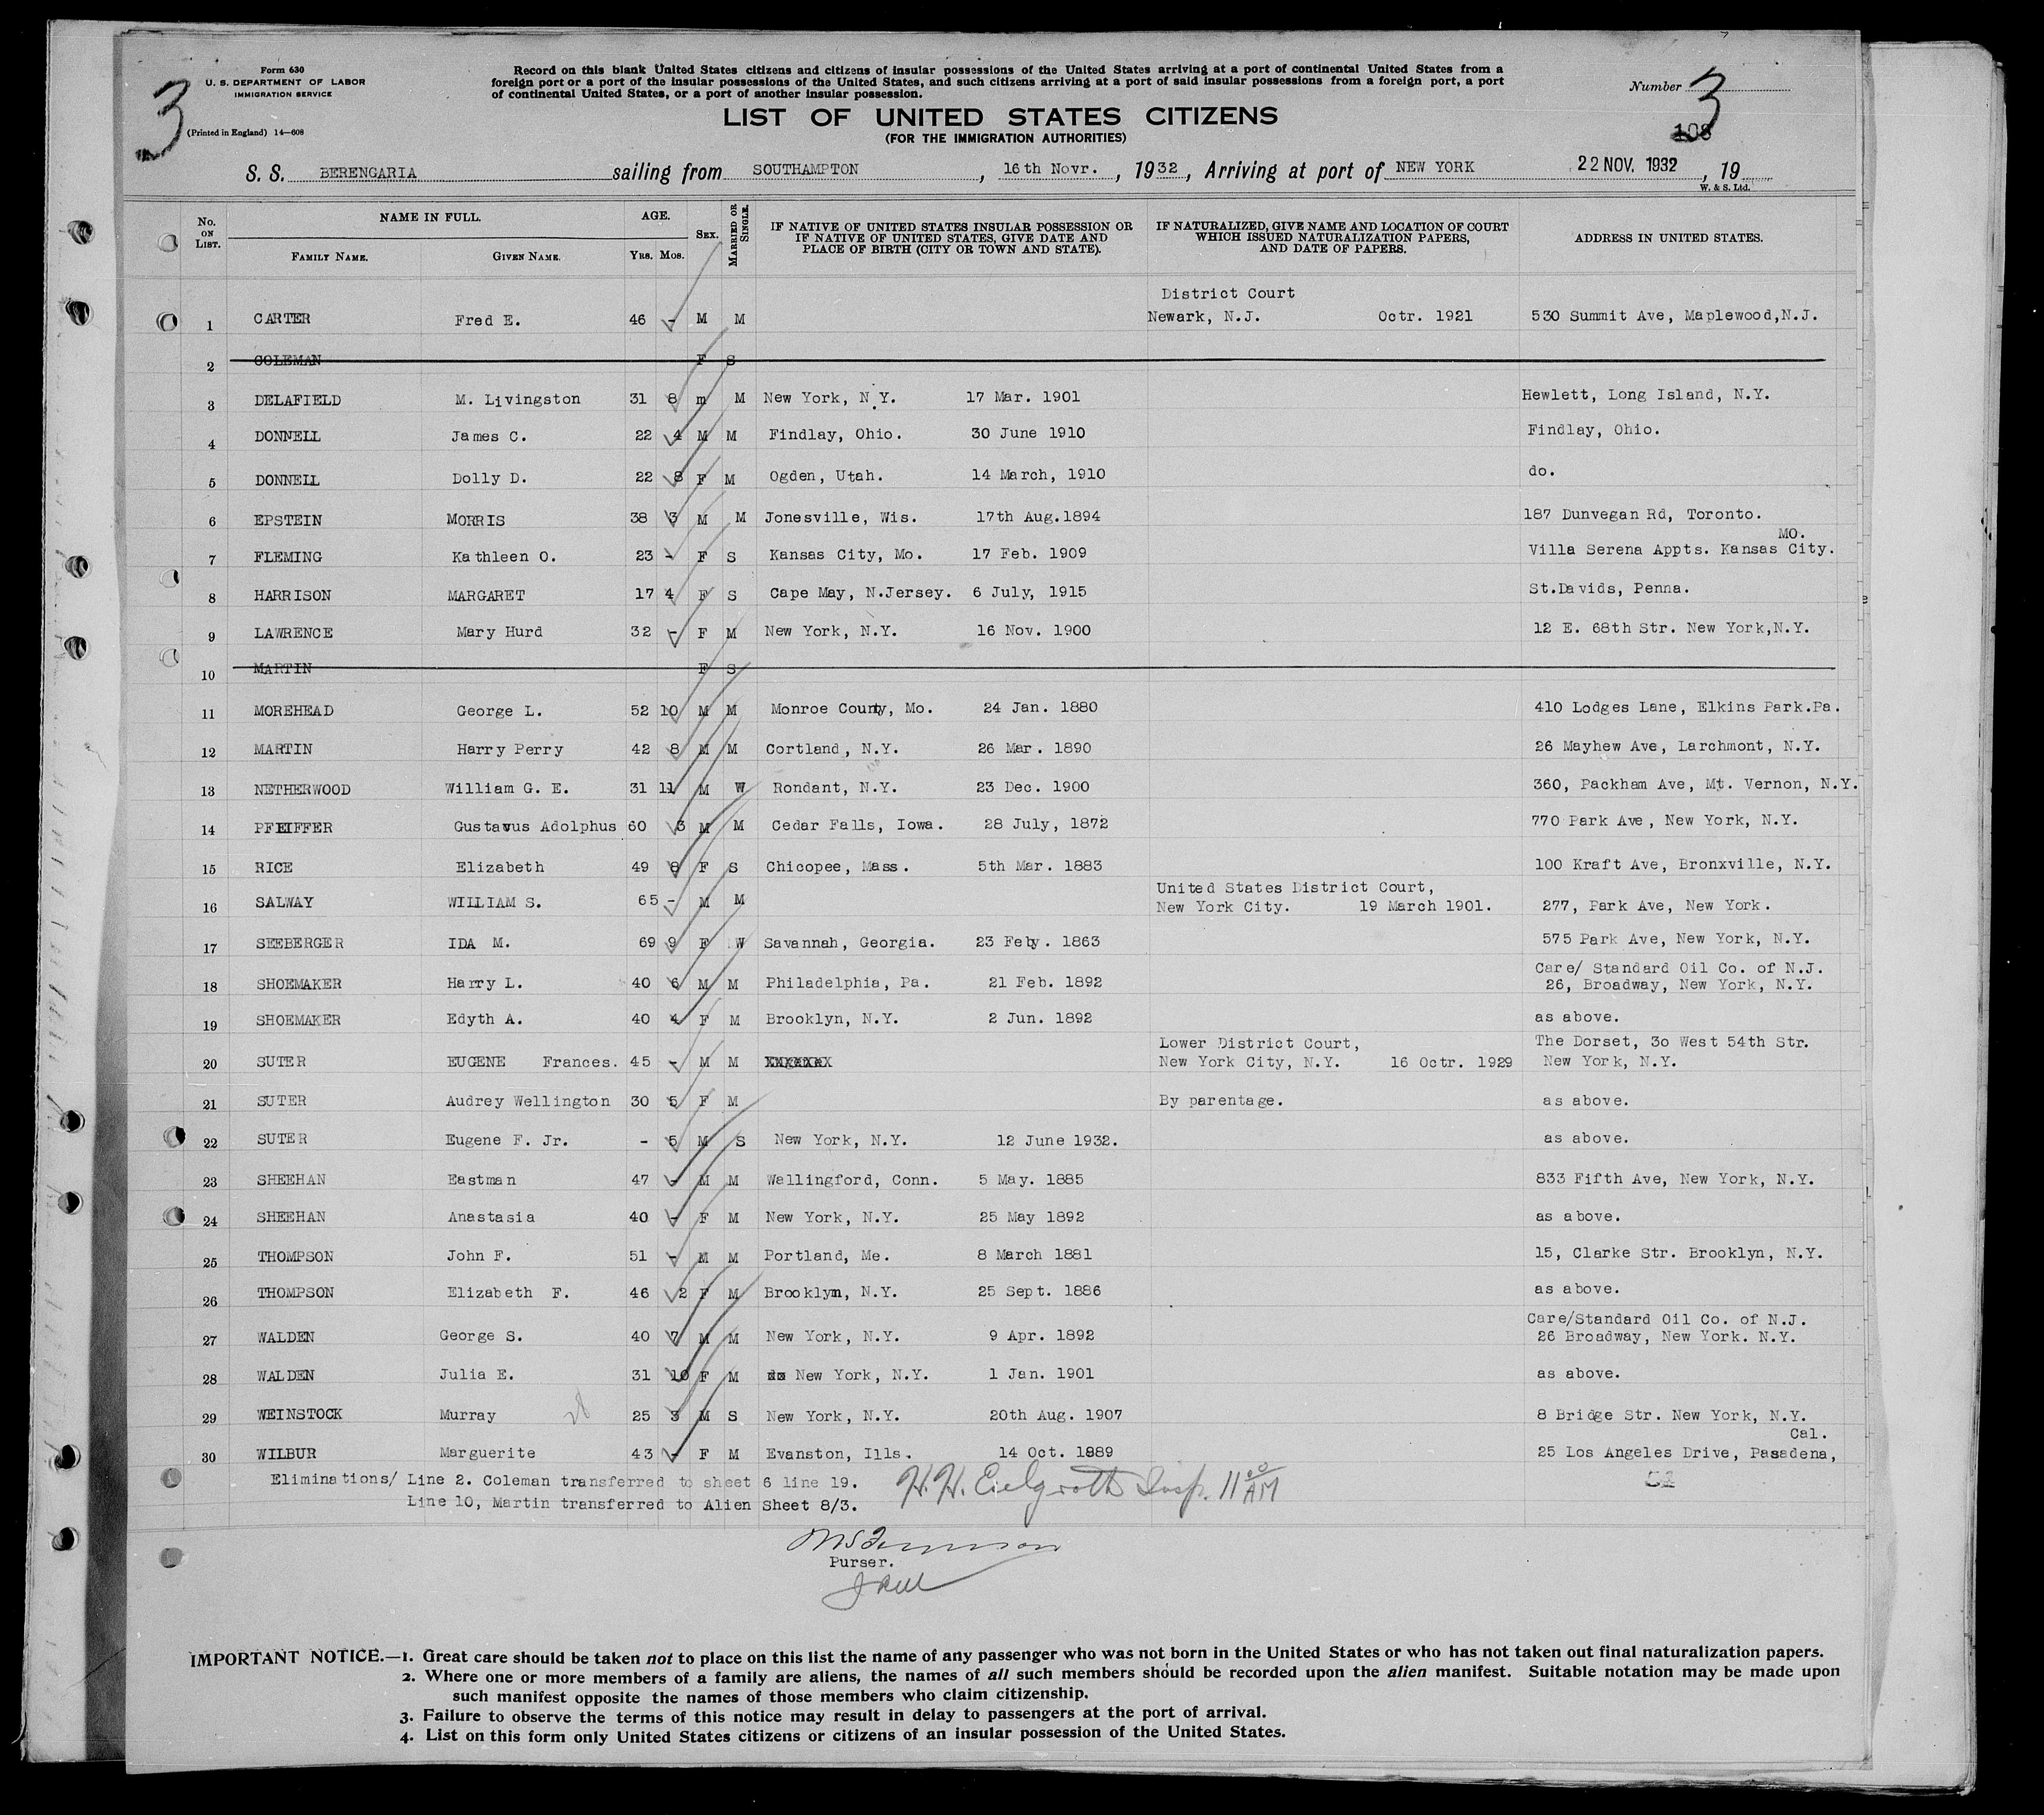 3
Form 630
U. S. DEPARTMENT OF LABOR
IMMIGRATION SERVICE
(Printed in England) 14—608
Record on this blank United States citizens and citizens of insular possessions of the United States arriving at a port of continental United States from a
foreign port or a port of the insular possessions of the United States, and such citizens arriving at a port of said insular possessions from a foreign port, a port
of continental United States, or a port of another insular possession.
Number 3
108
LIST OF UNITED STATES CITIZENS
(FOR THE IMMIGRATION AUTHORITIES)
S. S. BERENGARIA sailing from SOUTHAMPTON, 16th Novr., 1932, Arriving at port of NEW YORK 22 NOV. 1932, 19
W. & S. Ltd.
No. ON LIST. NAME IN FULL. AGE. SEX. MARRIED OR SINGLE. IF NATIVE OF UNITED STATES INSULAR POSSESSION OR IF NATIVE OF UNITED STATES, GIVE DATE AND PLACE OF BIRTH (CITY OR TOWN AND STATE). IF NATURALIZED, GIVE NAME AND LOCATION OF COURT WHICH ISSUED NATURALIZATION PAPERS, AND DATE OF PAPERS. ADDRESS IN UNITED STATES.
FAMILY NAME. GIVEN NAME. YRS. MOS.
District Court
1 CARTER Fred E. 46 - M M Newark, N.J. Octr. 1921 530 Summit Ave, Maplewood,N.J.
2 COLEMAN F S
3 DELAFIELD M. Livingston 31 8 m M New York, N.Y. 17 Mar. 1901 Hewlett, Long Island, N.Y.
4 DONNELL James C. 22 4 M M Findlay, Ohio. 30 June 1910 Findlay, Ohio.
5 DONNELL Dolly D. 22 8 F M Ogden, Utah. 14 March, 1910 do.
6 EPSTEIN MORRIS 38 3 M M Jonesville, Wis. 17th Aug.1894 187 Dunvegan Rd, Toronto.
MO.
7 FLEMING Kathleen O. 23 - F S Kansas City, Mo. 17 Feb. 1909 Villa Serena Appts. Kansas City.
8 HARRISON MARGARET 17 4 F S Cape May, N.Jersey. 6 July, 1915 St.Davids, Penna.
9 LAWRENCE Mary Hurd 32 - F M New York, N.Y. 16 Nov. 1900 12 E. 68th Str. New York,N.Y.
10 MARTIN F S
11 MOREHEAD George L. 52 10 M M Monroe County, Mo. 24 Jan. 1880 410 Lodges Lane, Elkins Park.Pa.
12 MARTIN Harry Perry 42 8 M M Cortland, N.Y. 26 Mar. 1890 26 Mayhew Ave, Larchmont, N.Y.
13 NETHERWOOD William G. E. 31 11 M W Rondant, N.Y. 23 Dec. 1900 360, Packham Ave, Mt. Vernon, N.Y.
14 PFEIFFER Gustavus Adolphus 60 3 M M Cedar Falls, Iowa. 28 July, 1872 770 Park Ave, New York, N.Y.
15 RICE Elizabeth 49 8 F S Chicopee, Mass. 5th Mar. 1883 100 Kraft Ave, Bronxville, N.Y.
United States District Court,
16 SALWAY WILLIAM S. 65 - M M New York City. 19 March 1901. 277, Park Ave, New York.
17 SEEBERGER IDA M. 69 9 F W Savannah, Georgia. 23 Feby. 1863 575 Park Ave, New York, N.Y.
Care/ Standard Oil Co. of N.J.
18 SHOEMAKER Harry L. 40 6 M M Philadelphia, Pa. 21 Feb. 1892 26, Broadway, New York, N.Y.
19 SHOEMAKER Edyth A. 40 4 F M Brooklyn, N.Y. 2 Jun. 1892 as above.
Lower District Court, The Dorset, 3o West 54th Str.
20 SUTER EUGENE Frances. 45 - M M New York City, N.Y. 16 Octr. 1929 New York, N.Y.
21 SUTER Audrey Wellington 30 5 F M By parentage. as above.
22 SUTER Eugene F. Jr. - 5 M S New York, N.Y. 12 June 1932. as above.
23 SHEEHAN Eastman 47 - M M Wallingford, Conn. 5 May. 1885 833 Fifth Ave, New York, N.Y.
24 SHEEHAN Anastasia 40 - F M New York, N.Y. 25 May 1892 as above.
25 THOMPSON John F. 51 - M M Portland, Me. 8 March 1881 15, Clarke Str. Brooklyn, N.Y.
26 THOMPSON Elizabeth F. 46 2 F M Brooklyn, N.Y. 25 Sept. 1886 as above.
Care/Standard Oil Co. of N.J.
27 WALDEN George S. 40 7 M M New York, N.Y. 9 Apr. 1892 26 Broadway, New York. N.Y.
28 WALDEN Julia E. 31 10 F M New York, N.Y. 1 Jan. 1901 as above.
29 WEINSTOCK Murray 25 3 M S New York, N.Y. 20th Aug. 1907 8 Bridge Str. New York, N.Y.
Cal.
30 WILBUR Marguerite 43 - F M Evanston, Ills. 14 Oct. 1889 25 Los Angeles Drive, Pasadena,
Eliminations/ Line 2. Coleman transferred to sheet 6 line 19.
Line 10, Martin transferred to Alien Sheet 8/3.
H. H. Insp. 11 00 AM
Purser.
IMPORTANT NOTICE.—1. Great care should be taken not to place on this list the name of any passenger who was not born in the United States or who has not taken out final naturalization papers.
2. Where one or more members of a family are aliens, the names of all such members should be recorded upon the alien manifest. Suitable notation may be made upon
such manifest opposite the names of those members who claim citizenship.
3. Failure to observe the terms of this notice may result in delay to passengers at the port of arrival.
4. List on this form only United States citizens or citizens of an insular possession of the United States.